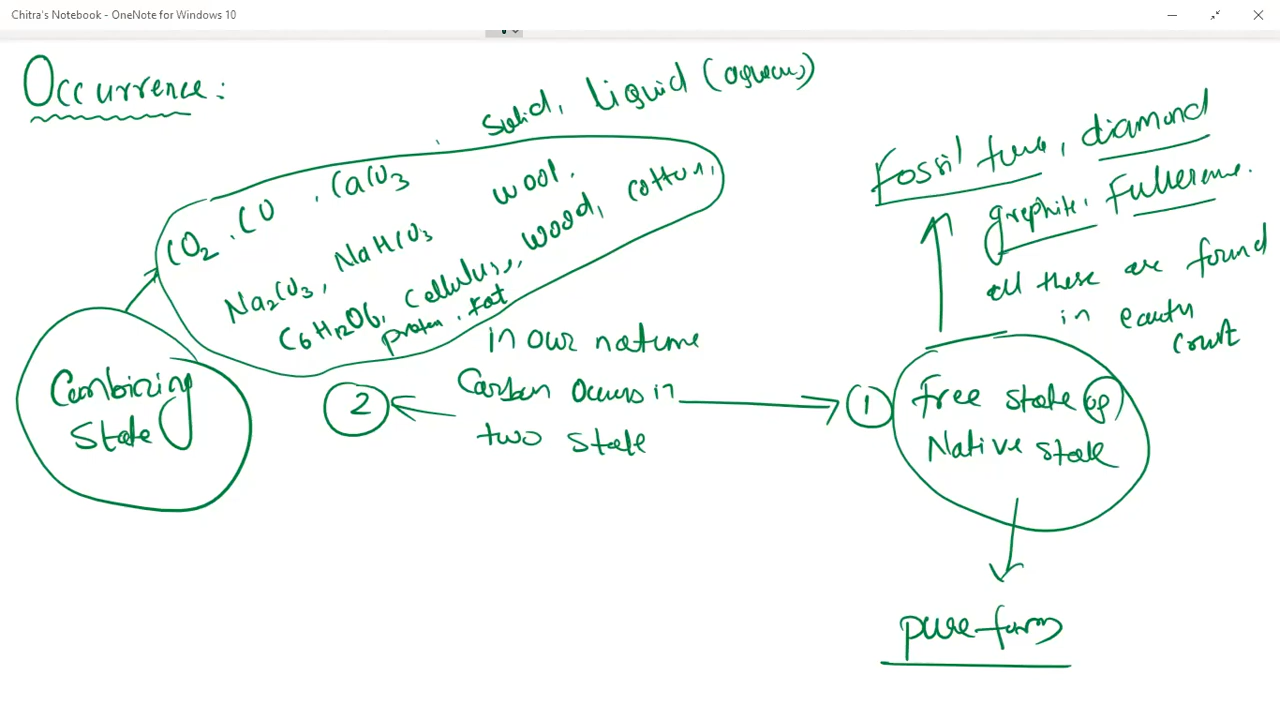 Chitra's Notebook - OneNote for Windows 10
Occurrence:
Solid, Liquid (aqueous)
CO2, CO, CaCO3
wool.
Na2CO3, NaHCO3
C6H12O6, Cellulus, wood, cotton,
protein, Fat
Combining
State
2
in our nature
Carbon occurs in
two state
1
Free state (or)
Native state
Fossil , diamond
graphite, Fullerene.
all these are found
in earth
crust
pure form